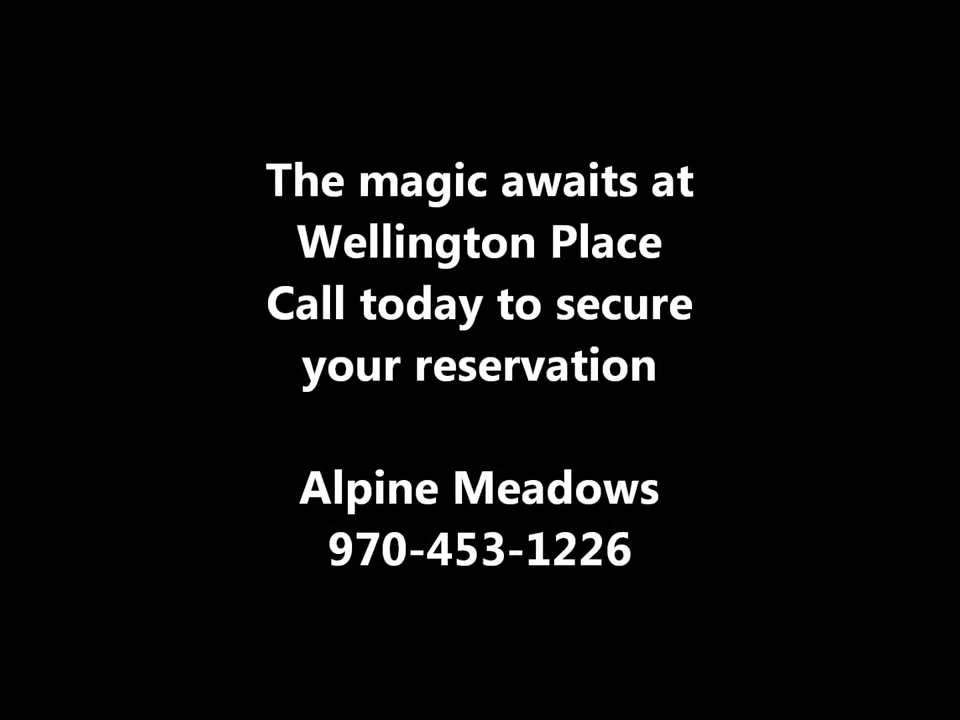 The magic awaits at
Wellington Place
Call today to secure
your reservation
Alpine Meadows
970-453-1226